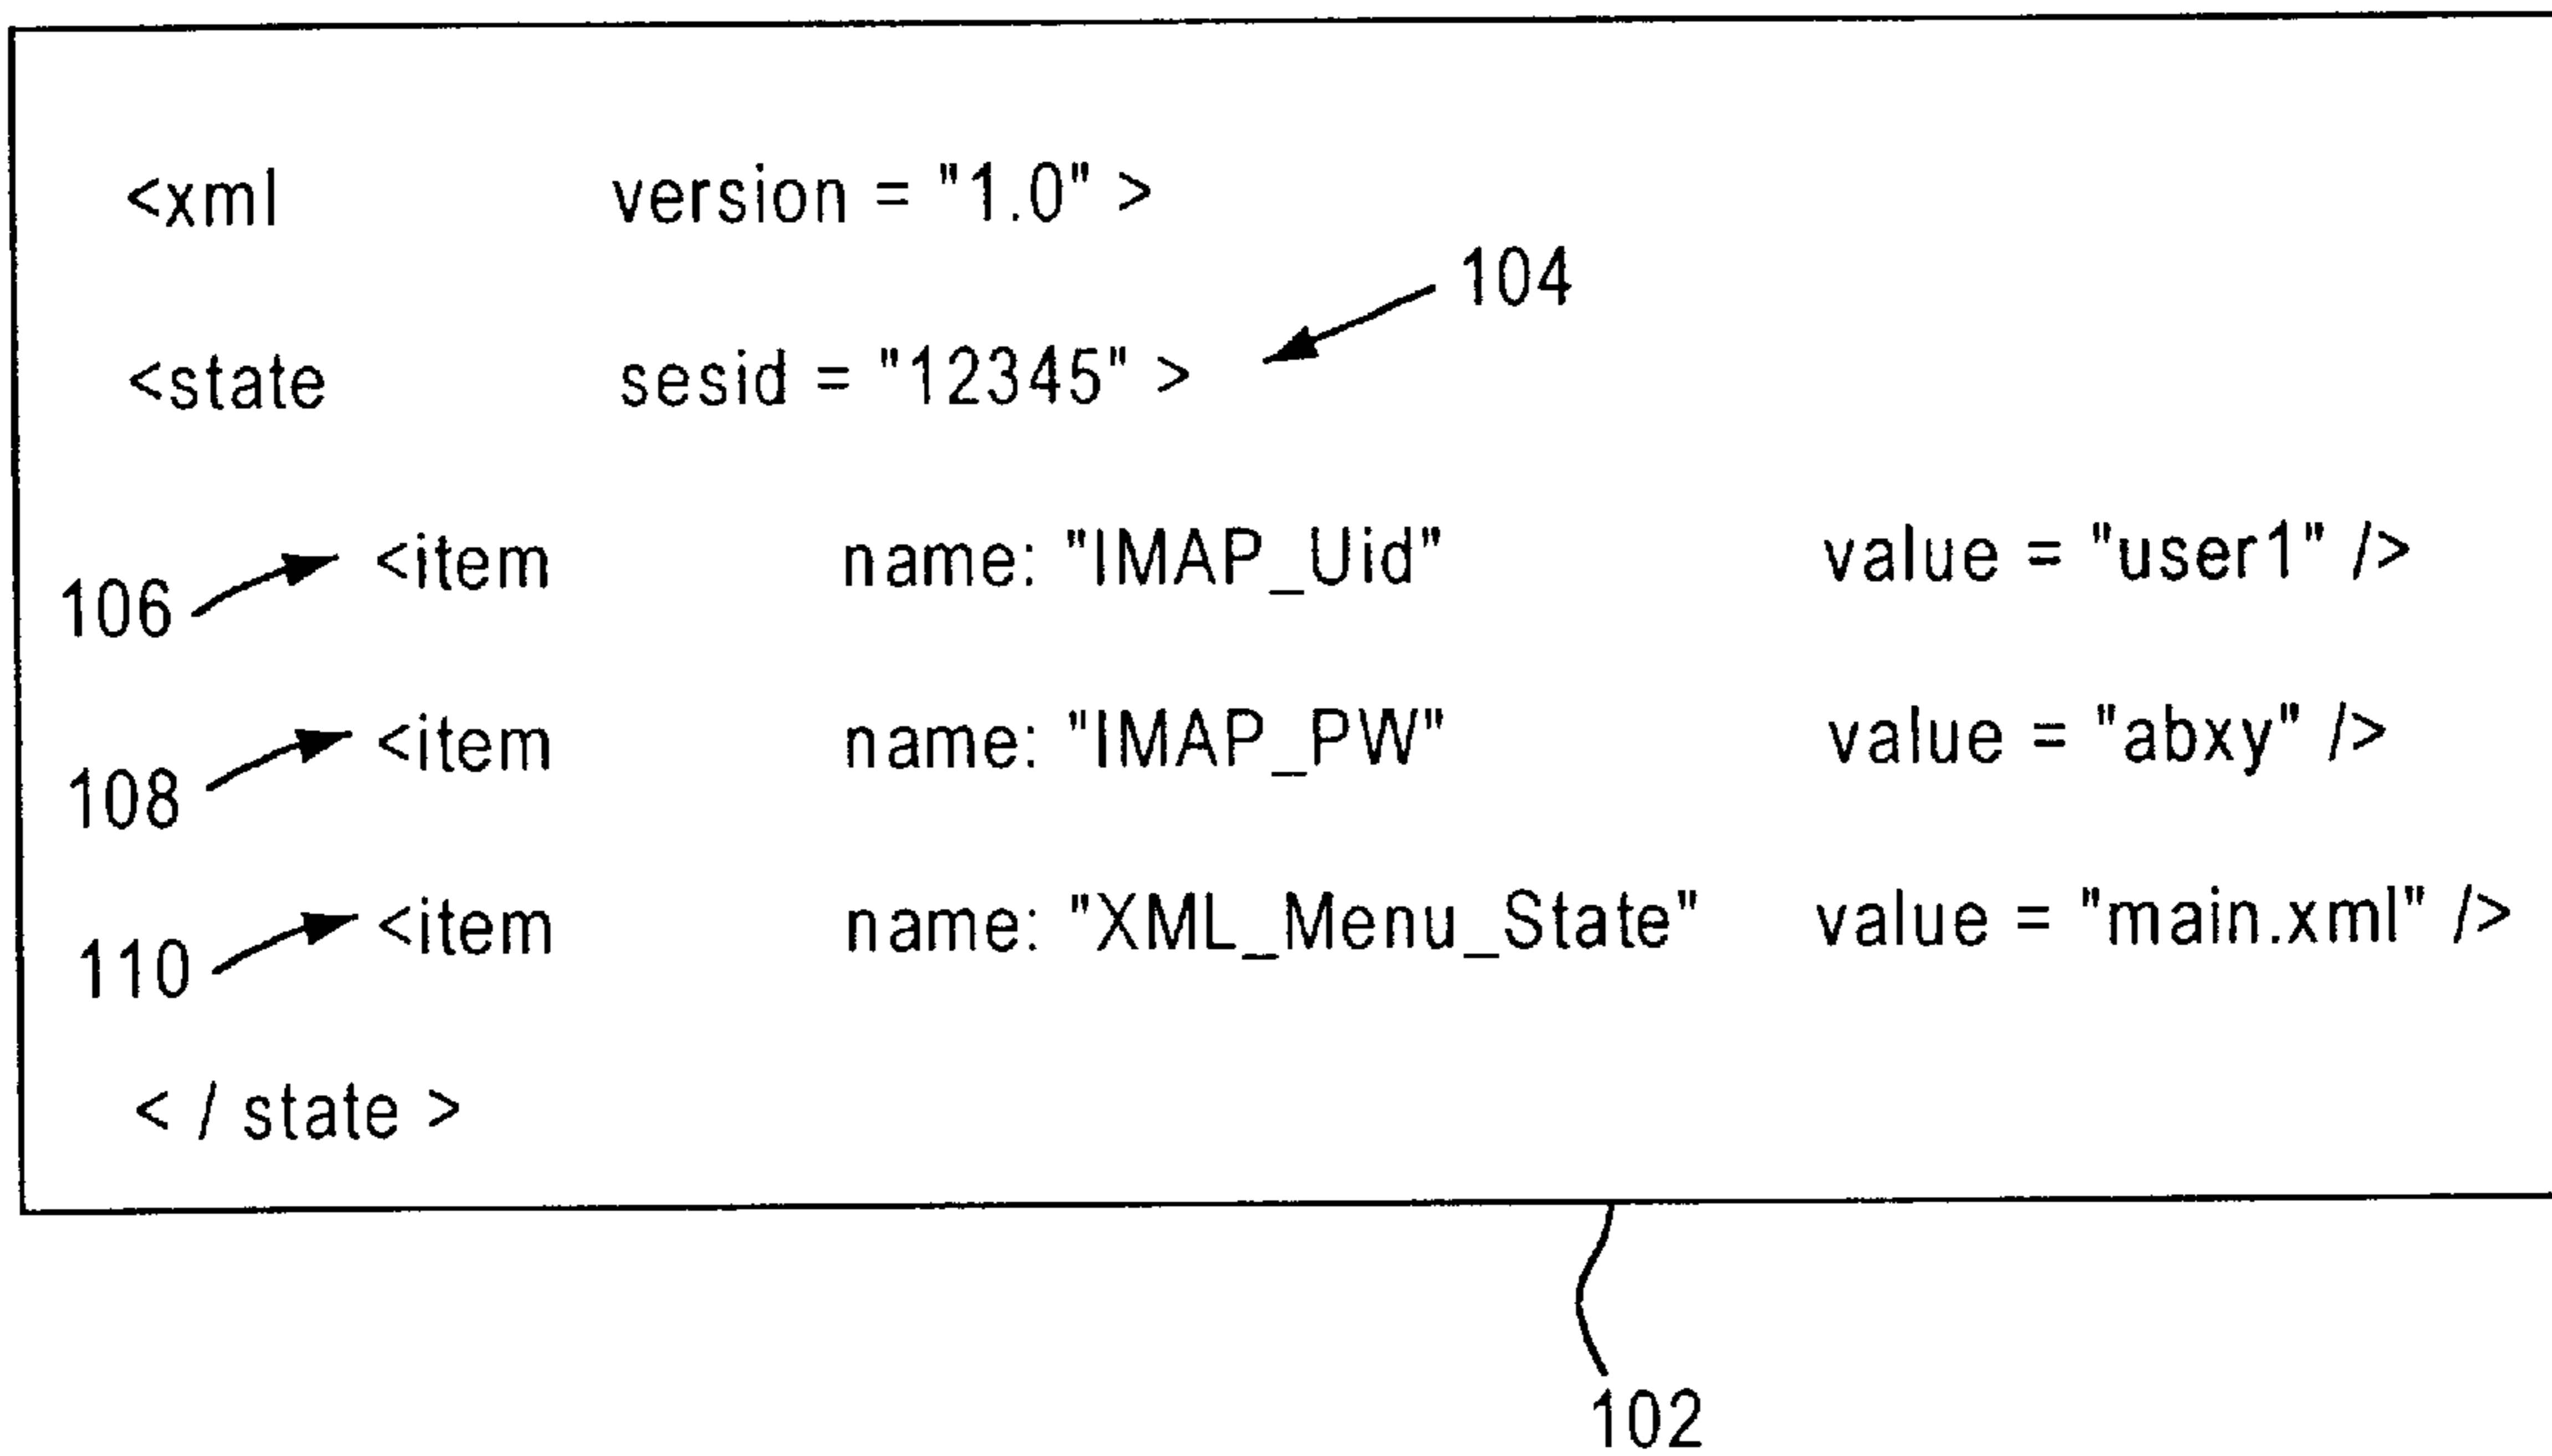 <xml version = "1.0" >
104
<state sesid = "12345" >
106 <item name: "IMAP_Uid" value = "user1" />
108 <item name: "IMAP_PW" value = "abxy" />
110 <item name: "XML_Menu_State" value = "main.xml" />
< / state >
102